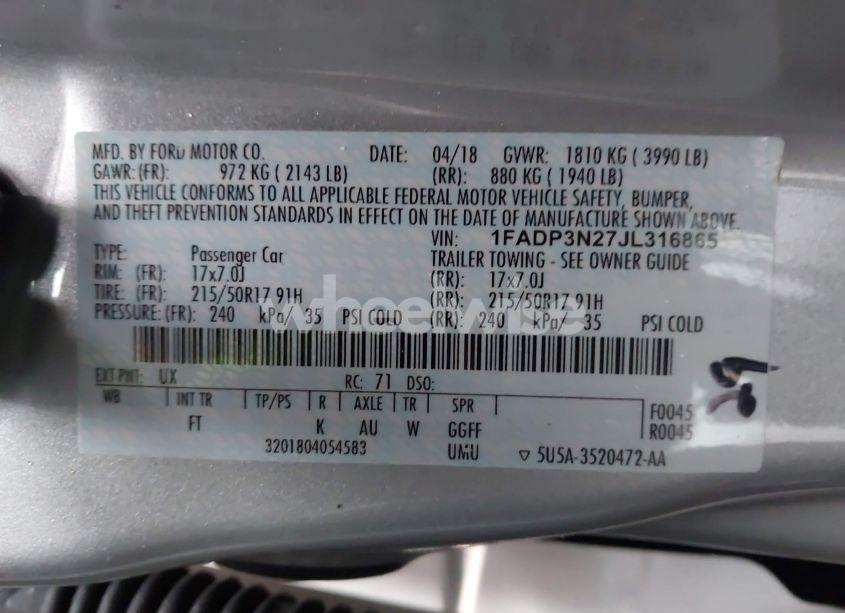 MFD. BY FORD MOTOR CO. DATE: 04/18 GVWR: 1810 KG ( 3990 LB)
GAWR: (FR): 972 KG ( 2143 LB) (RR): 880 KG ( 1940 LB)
THIS VEHICLE CONFORMS TO ALL APPLICABLE FEDERAL MOTOR VEHICLE SAFETY, BUMPER,
AND THEFT PREVENTION STANDARDS IN EFFECT ON THE DATE OF MANUFACTURE SHOWN ABOVE.
VIN: 1FADP3N27JL316865
TYPE: Passenger Car TRAILER TOWING - SEE OWNER GUIDE
RIM: (FR): 17x7.0J (RR): 17x7.0J
TIRE: (FR): 215/50R17 91H (RR): 215/50R17 91H
PRESSURE: (FR): 240 kPa/ 35 PSI COLD (RR): 240 kPa/ 35 PSI COLD
EXT PNT: UX RC: 71 DSO:
WB INT TR TP/PS R AXLE TR SPR F0045
FT K AU W GGFF R0045
3201804054583 UMU 5U5A-3520472-AA